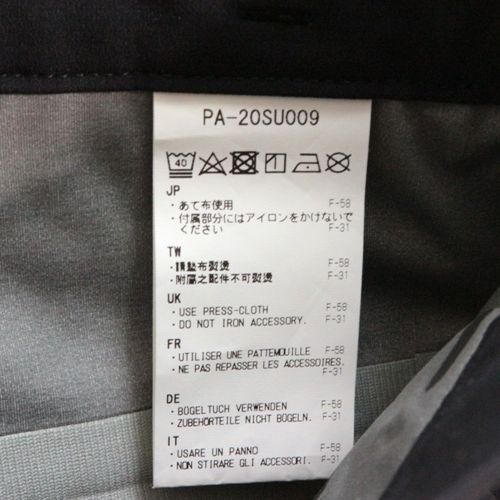 PA-20SU009
40
JP
・あて布使用 F-58
・付属部分にはアイロンをかけないで
ください F-31
TW
・請墊布熨燙 F-58
・附屬之配件不可熨燙 F-31
UK
・USE PRESS-CLOTH F-58
・DO NOT IRON ACCESSORY. F-31
FR
・UTILISER UNE PATTEMOUILLE F-58
・NE PAS REPASSER LES ACCESSOIRES. F-31
DE
・BÜGELTUCH VERWENDEN F-58
・ZUBEHÖRTEILE NICHT BÜGELN. F-31
IT
・USARE UN PANNO F-58
・NON STIRARE GLI ACCESSORI. F-31